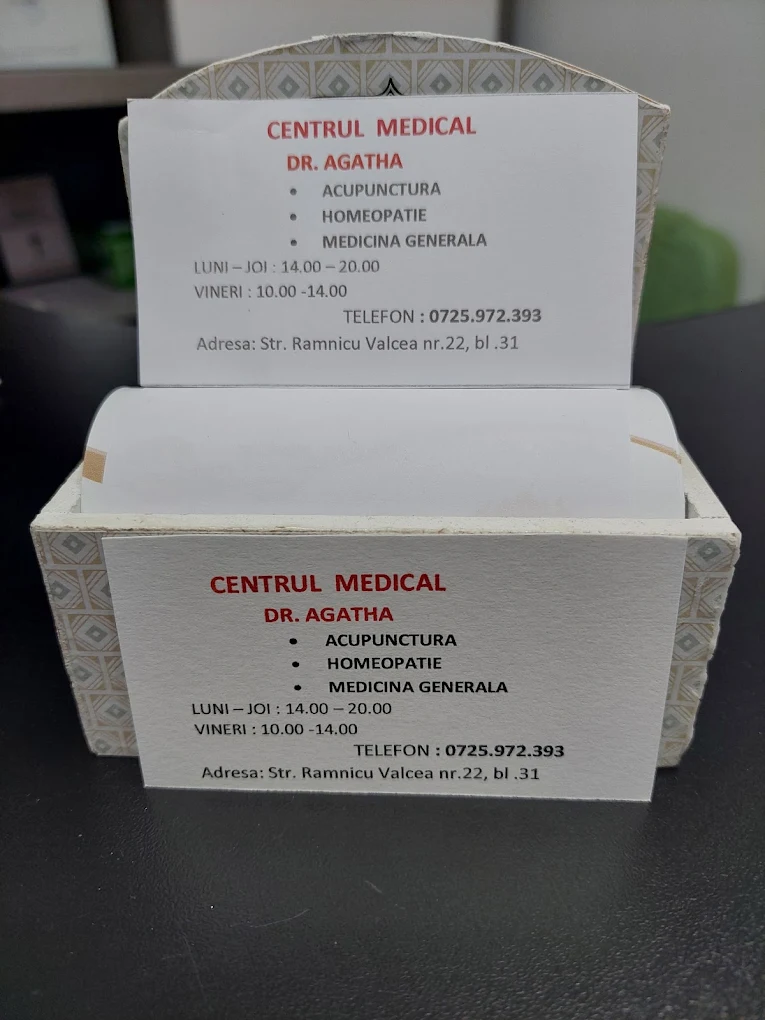 CENTRUL MEDICAL
DR. AGATHA
• ACUPUNCTURA
• HOMEOPATIE
• MEDICINA GENERALA
LUNI – JOI : 14.00 – 20.00
VINERI : 10.00 -14.00
TELEFON : 0725.972.393
Adresa: Str. Ramnicu Valcea nr.22, bl .31
CENTRUL MEDICAL
DR. AGATHA
• ACUPUNCTURA
• HOMEOPATIE
• MEDICINA GENERALA
LUNI – JOI : 14.00 – 20.00
VINERI : 10.00 -14.00
TELEFON : 0725.972.393
Adresa: Str. Ramnicu Valcea nr.22, bl .31